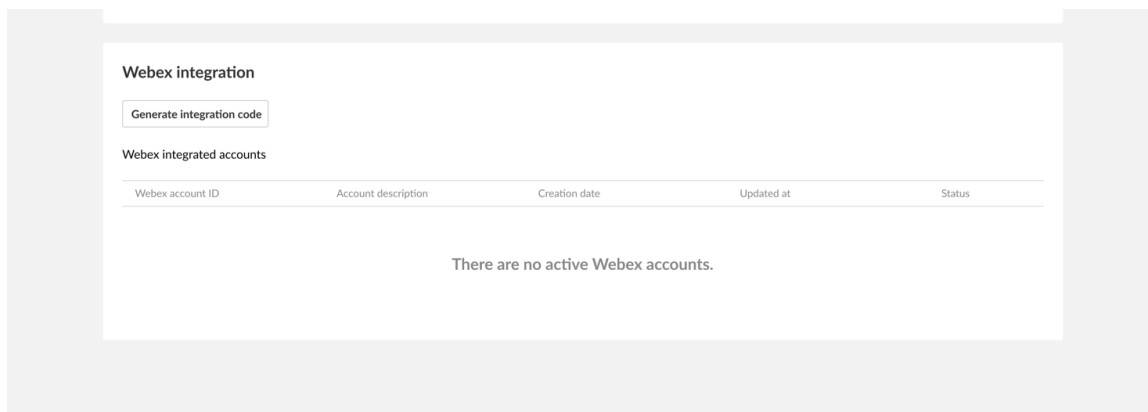 Webex integration
Generate integration code
Webex integrated accounts
Webex account ID Account description Creation date Updated at Status
There are no active Webex accounts.